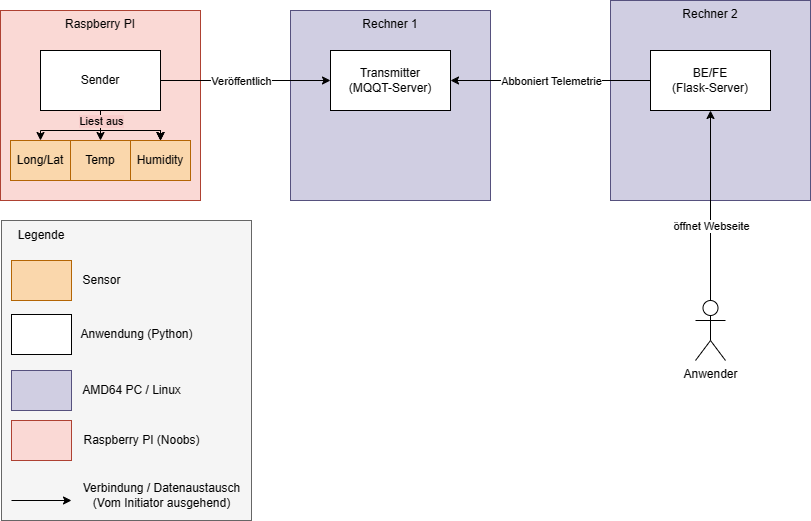 Raspberry PI
Rechner 1
Rechner 2
Sender
Veröffentlich
Transmitter
(MQQT-Server)
Abboniert Telemetrie
BE/FE
(Flask-Server)
Liest aus
Long/Lat
Temp
Humidity
öffnet Webseite
Anwender
Legende
Sensor
Anwendung (Python)
AMD64 PC / Linux
Raspberry PI (Noobs)
Verbindung / Datenaustausch
(Vom Initiator ausgehend)